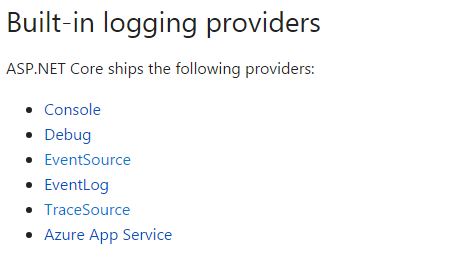 Built-in logging providers
ASP.NET Core ships the following providers:
Console
Debug
EventSource
EventLog
TraceSource
Azure App Service